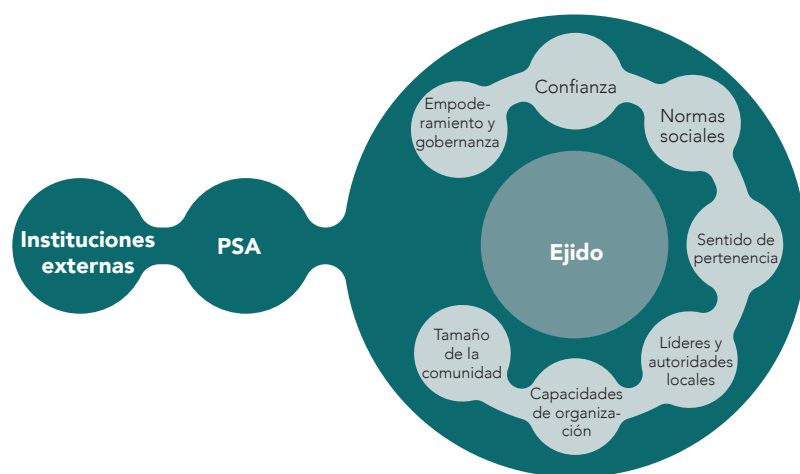 Instituciones
externas
PSA
Ejido
Empode-
ramiento y
gobernanza
Confianza
Normas
sociales
Sentido de
pertenencia
Líderes y
autoridades
locales
Capacidades
de organiza-
ción
Tamaño
de la
comunidad